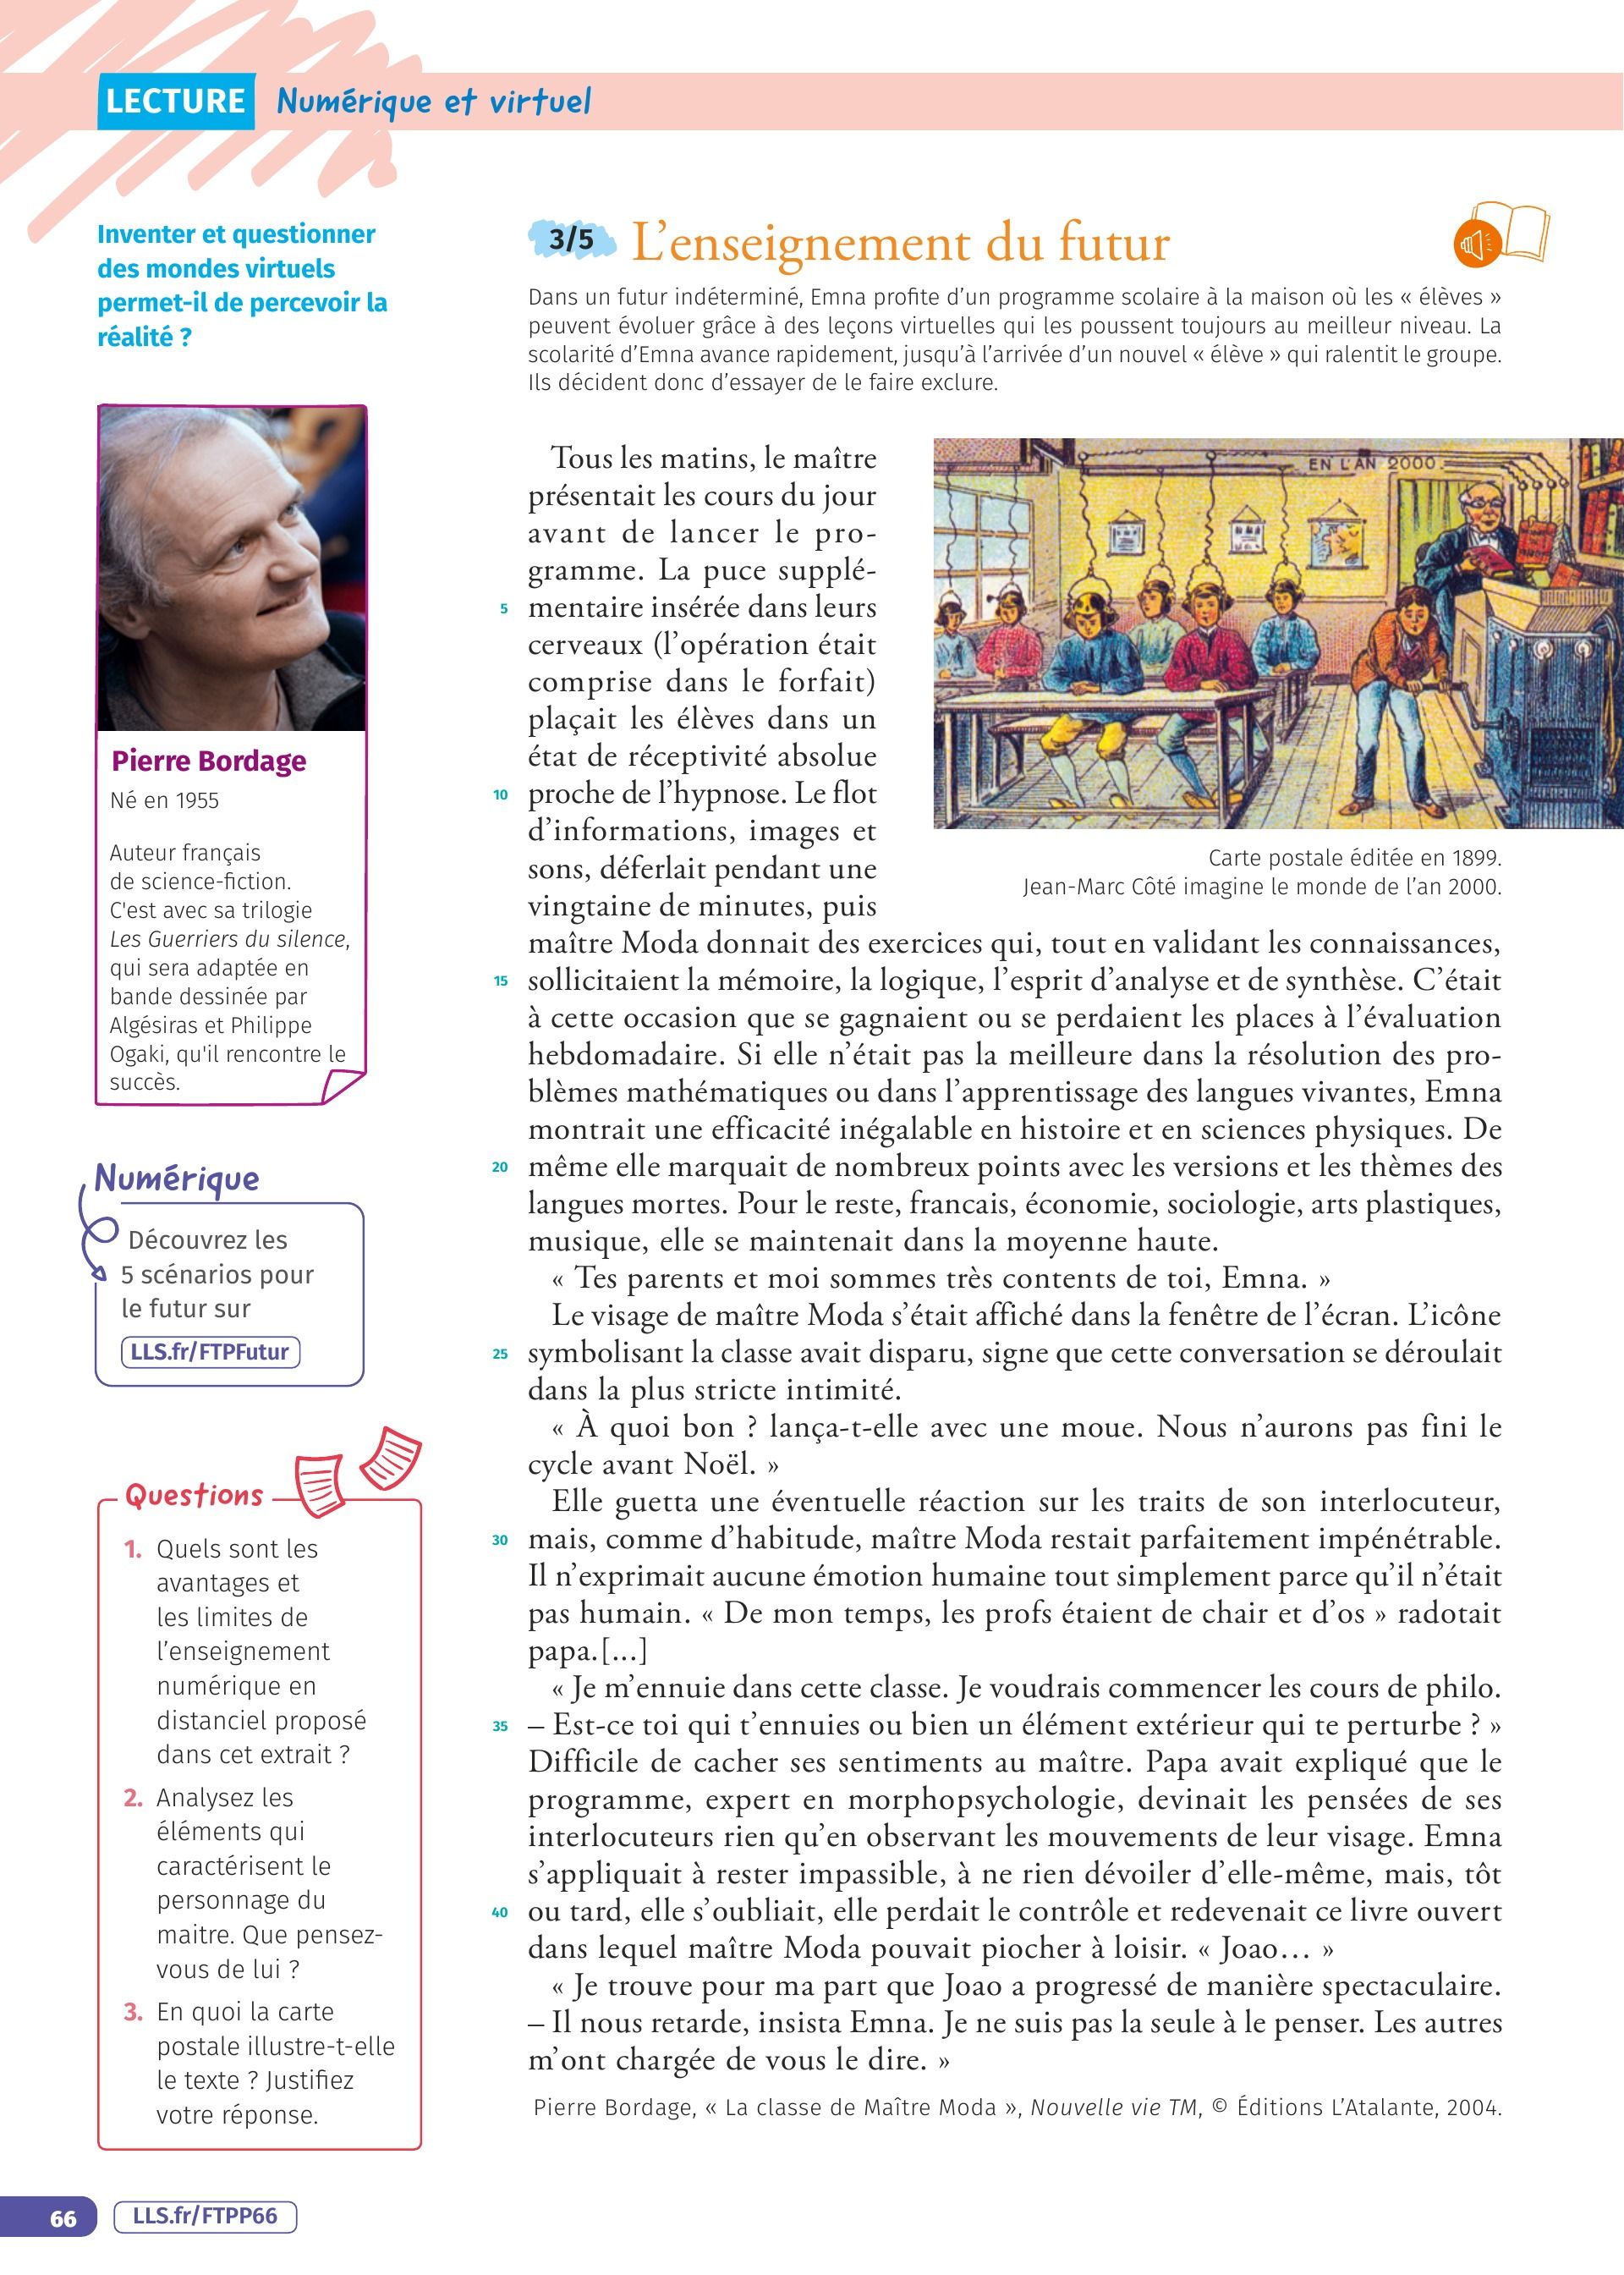 LECTURE Numérique et virtuel
Inventer et questionner
des mondes virtuels
permet-il de percevoir la
réalité ?
Pierre Bordage
Né en 1955
Auteur français
de science-fiction.
C'est avec sa trilogie
Les Guerriers du silence,
qui sera adaptée en
bande dessinée par
Algésiras et Philippe
Ogaki, qu'il rencontre le
succès.
Numérique
Découvrez les
5 scénarios pour
le futur sur
LLS.fr/FTPFutur
Questions
1. Quels sont les
avantages et
les limites de
l'enseignement
numérique en
distanciel proposé
dans cet extrait ?
2. Analysez les
éléments qui
caractérisent le
personnage du
maitre. Que pensez-
vous de lui ?
3. En quoi la carte
postale illustre-t-elle
le texte ? Justifiez
votre réponse.
3/5 L'enseignement du futur
Dans un futur indéterminé, Emna profite d'un programme scolaire à la maison où les « élèves »
peuvent évoluer grâce à des leçons virtuelles qui les poussent toujours au meilleur niveau. La
scolarité d'Emna avance rapidement, jusqu'à l'arrivée d'un nouvel « élève » qui ralentit le groupe.
Ils décident donc d'essayer de le faire exclure.
Tous les matins, le maître
présentait les cours du jour
avant de lancer le pro-
gramme. La puce supplé-
5 mentaire insérée dans leurs
cerveaux (l'opération était
comprise dans le forfait)
plaçait les élèves dans un
état de réceptivité absolue
10 proche de l'hypnose. Le flot
d'informations, images et
sons, déferlait pendant une
vingtaine de minutes, puis
maître Moda donnait des exercices qui, tout en validant les connaissances,
15 sollicitaient la mémoire, la logique, l'esprit d'analyse et de synthèse. C'était
à cette occasion que se gagnaient ou se perdaient les places à l'évaluation
hebdomadaire. Si elle n'était pas la meilleure dans la résolution des pro-
blèmes mathématiques ou dans l'apprentissage des langues vivantes, Emna
montrait une efficacité inégalable en histoire et en sciences physiques. De
20 même elle marquait de nombreux points avec les versions et les thèmes des
langues mortes. Pour le reste, francais, économie, sociologie, arts plastiques,
musique, elle se maintenait dans la moyenne haute.
« Tes parents et moi sommes très contents de toi, Emna. »
Le visage de maître Moda s'était affiché dans la fenêtre de l'écran. L'icône
25 symbolisant la classe avait disparu, signe que cette conversation se déroulait
dans la plus stricte intimité.
« À quoi bon ? lança-t-elle avec une moue. Nous n'aurons pas fini le
cycle avant Noël. »
Elle guetta une éventuelle réaction sur les traits de son interlocuteur,
30 mais, comme d'habitude, maître Moda restait parfaitement impénétrable.
Il n'exprimait aucune émotion humaine tout simplement parce qu'il n'était
pas humain. « De mon temps, les profs étaient de chair et d'os » radotait
papa.[...]
« Je m'ennuie dans cette classe. Je voudrais commencer les cours de philo.
35 – Est-ce toi qui t'ennuies ou bien un élément extérieur qui te perturbe ? »
Difficile de cacher ses sentiments au maître. Papa avait expliqué que le
programme, expert en morphopsychologie, devinait les pensées de ses
interlocuteurs rien qu'en observant les mouvements de leur visage. Emna
s'appliquait à rester impassible, à ne rien dévoiler d'elle-même, mais, tôt
40 ou tard, elle s'oubliait, elle perdait le contrôle et redevenait ce livre ouvert
dans lequel maître Moda pouvait piocher à loisir. « Joao… »
« Je trouve pour ma part que Joao a progressé de manière spectaculaire.
– Il nous retarde, insista Emna. Je ne suis pas la seule à le penser. Les autres
m'ont chargée de vous le dire. »
Pierre Bordage, « La classe de Maître Moda », Nouvelle vie TM, © Éditions L'Atalante, 2004.
EN L'AN 2000.
Carte postale éditée en 1899.
Jean-Marc Côté imagine le monde de l'an 2000.
66 LLS.fr/FTPP66